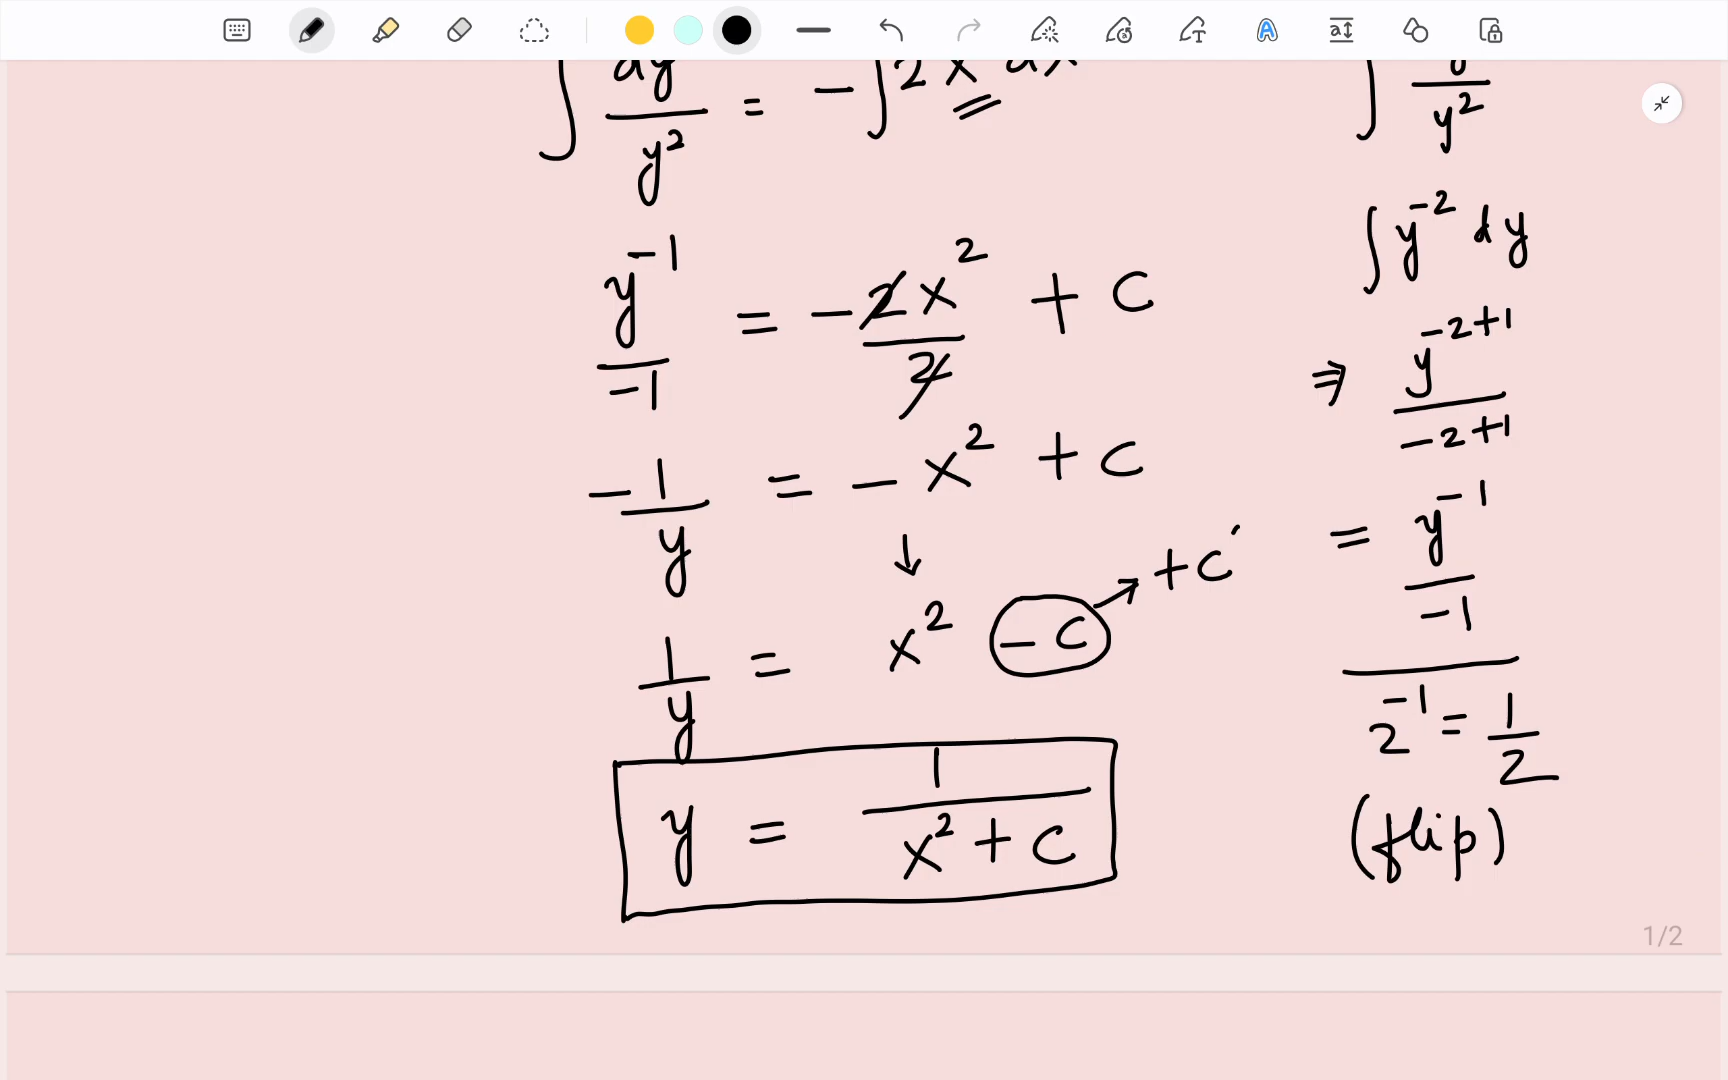 ∫ dy/y² = -∫2x dx
y⁻¹/-1 = -2x²/2 + C
-1/y = -x² + C
↓
1/y = x² -C → +C'
y = 1/(x² + C)
∫ /y²
∫ y⁻² dy
⇒ y⁻²⁺¹/-2+1
= y⁻¹/-1
2⁻¹ = 1/2
(flip)
1/2